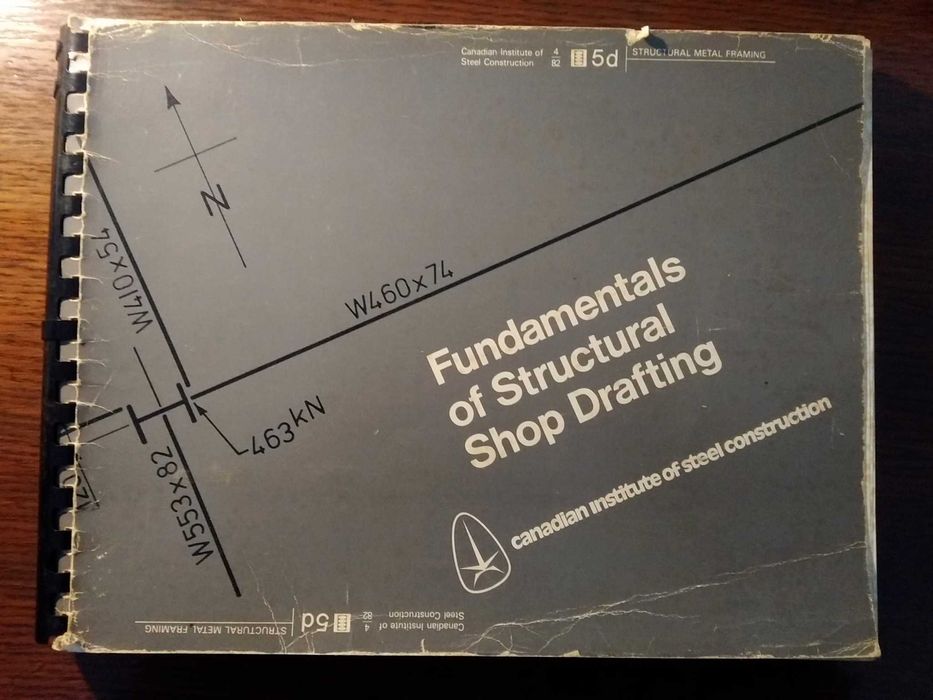 Canadian Institute of 4
Steel Construction 82
5d
STRUCTURAL METAL FRAMING
N
W410x54
W460x74
Fundamentals
of Structural
Shop Drafting
463kN
W553x82
canadian institute of steel construction
Canadian Institute of 4
Steel Construction 82
5d
STRUCTURAL METAL FRAMING